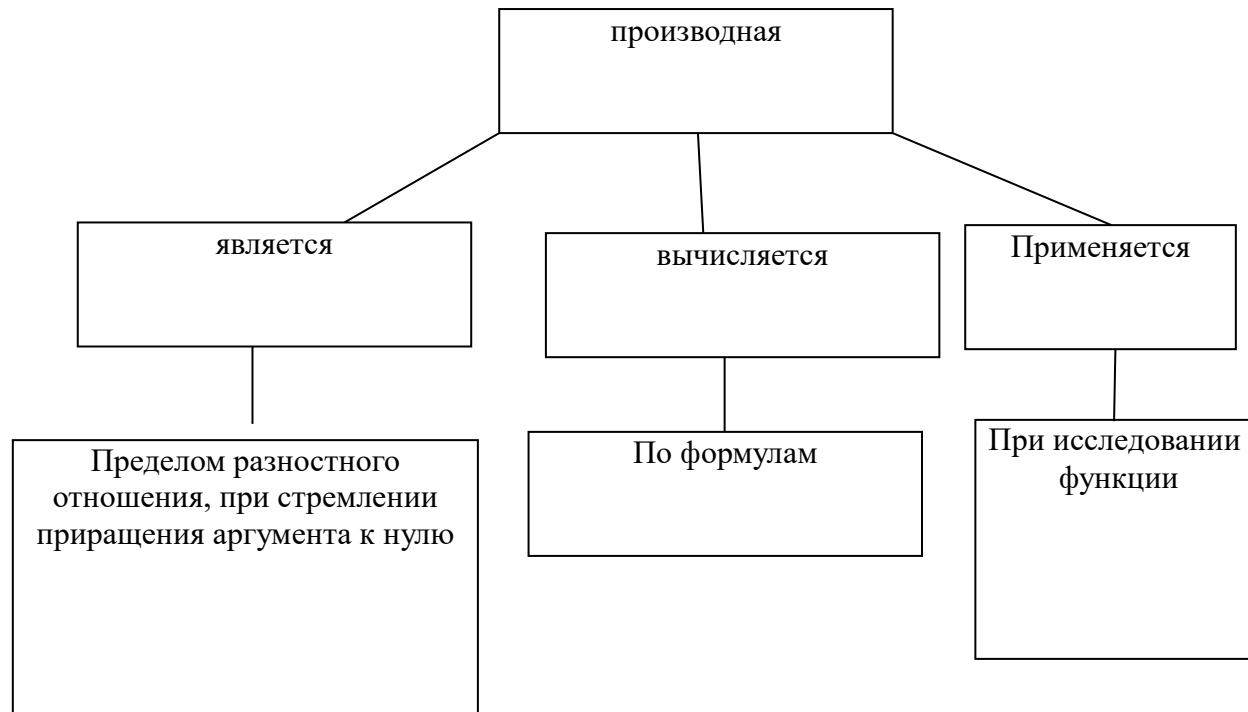 производная
является
вычисляется
Применяется
Пределом разностного
отношения, при стремлении
приращения аргумента к нулю
По формулам
При исследовании
функции